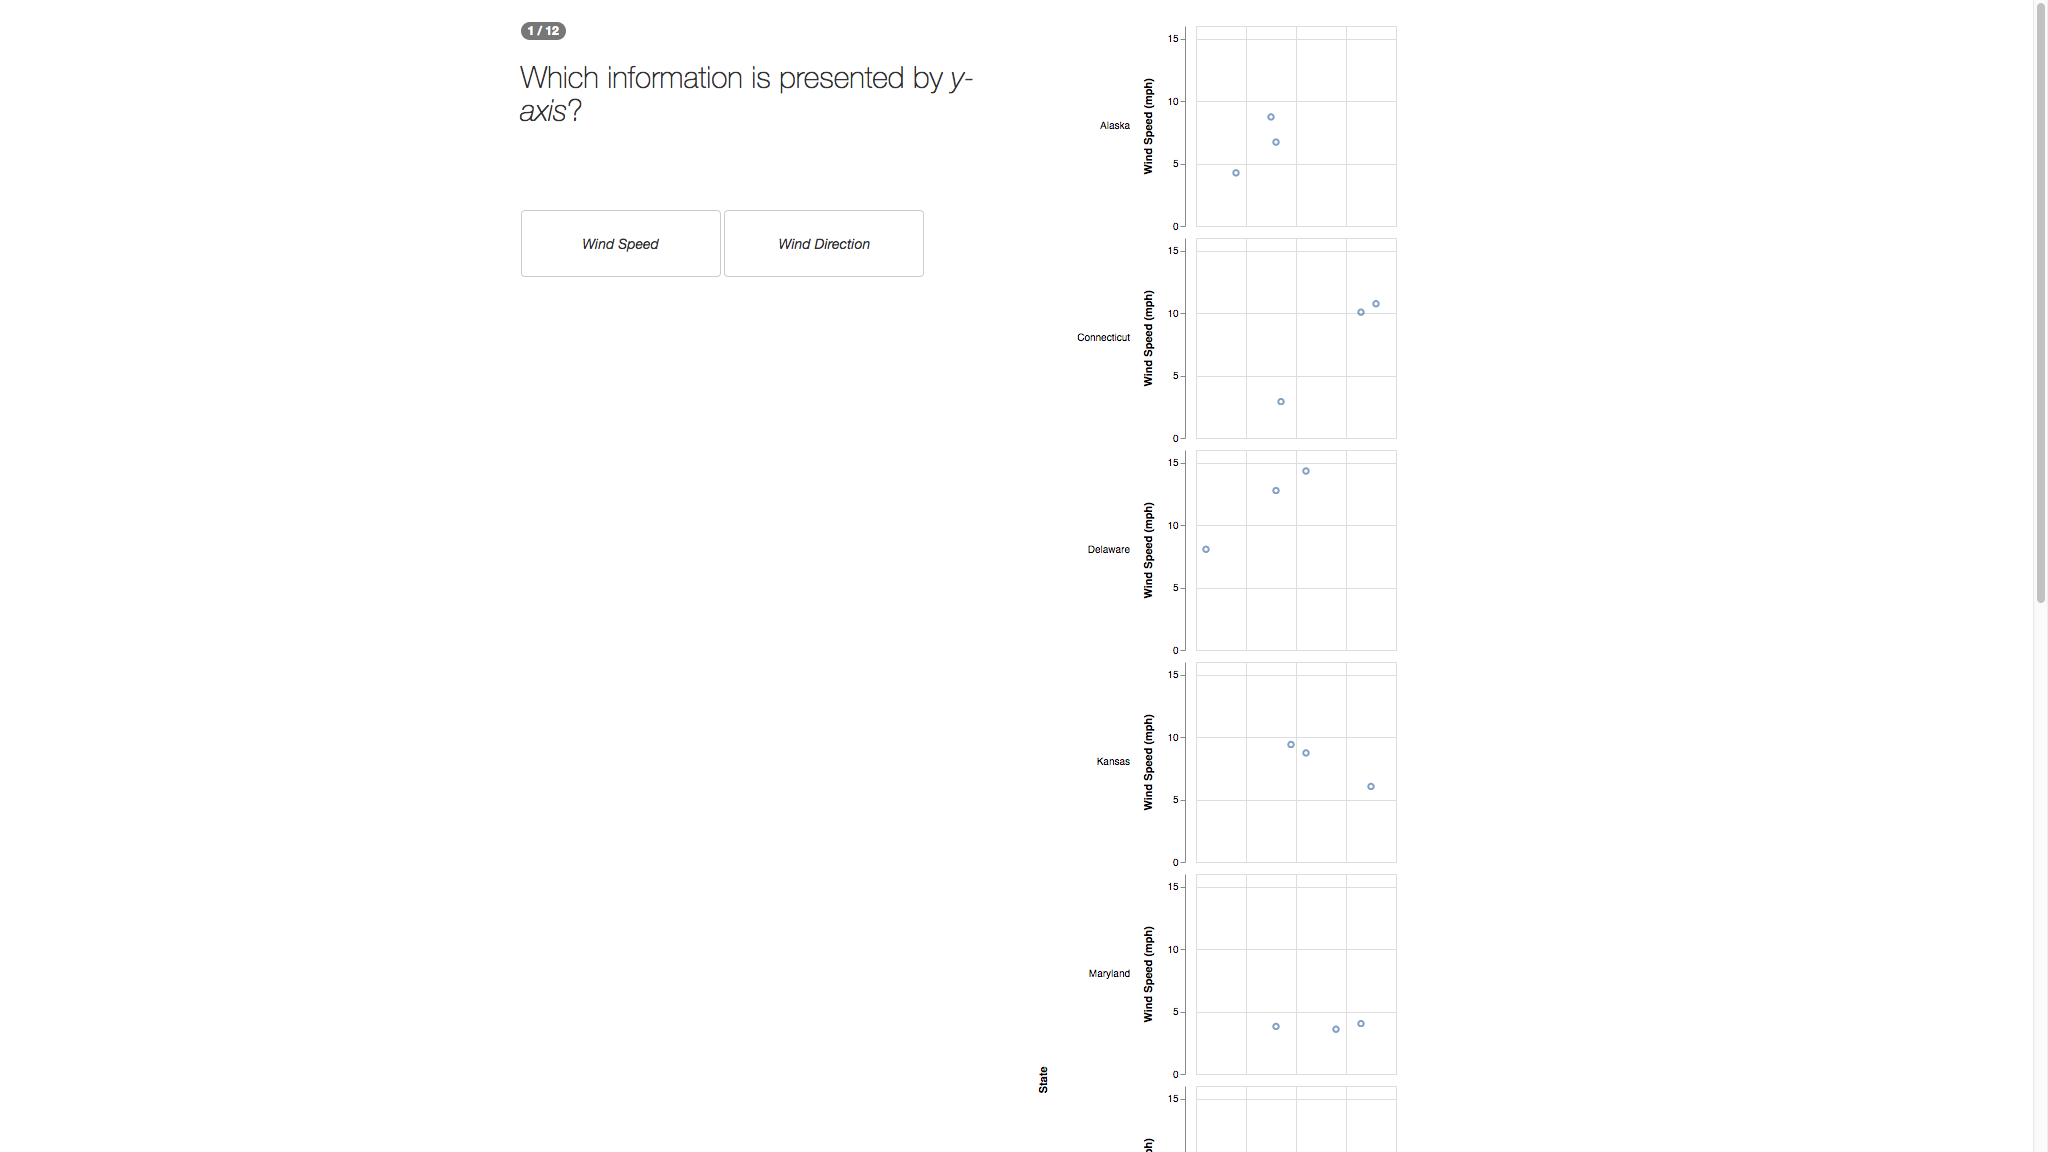 1 / 12
Which information is presented by y-
axis?
Wind Speed
Wind Direction
State
Alaska
Wind Speed (mph)
15
10
5
0
Connecticut
Wind Speed (mph)
15
10
5
0
Delaware
Wind Speed (mph)
15
10
5
0
Kansas
Wind Speed (mph)
15
10
5
0
Maryland
Wind Speed (mph)
15
10
5
0
15